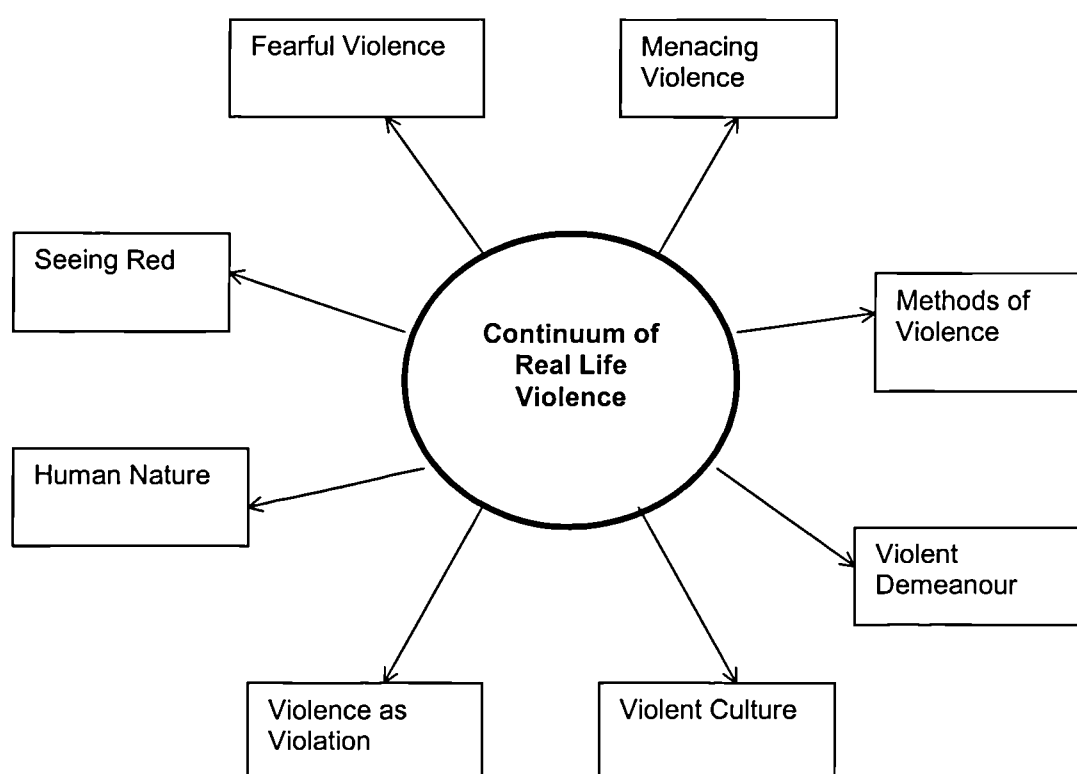 Fearful Violence
Menacing
Violence
Seeing Red
Methods of
Violence
Continuum of
Real Life
Violence
Human Nature
Violent
Demeanour
Violence as
Violation
Violent Culture